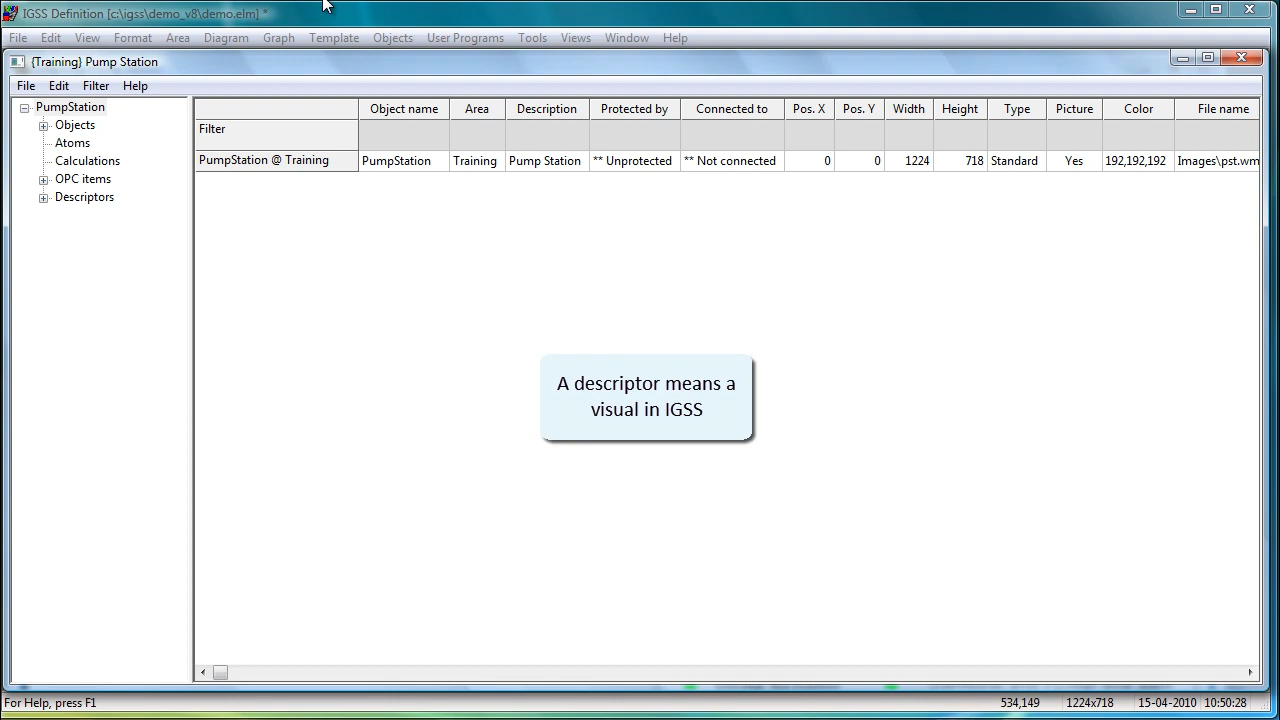 IGSS Definition [c:\igss\demo_v8\demo.elm] *
File Edit View Format Area Diagram Graph Template Objects User Programs Tools Views Window Help
{Training} Pump Station
File Edit Filter Help
PumpStation
Objects
Atoms
Calculations
OPC items
Descriptors
Object name Area Description Protected by Connected to Pos. X Pos. Y Width Height Type Picture Color File name
Filter
PumpStation @ Training PumpStation Training Pump Station ** Unprotected ** Not connected 0 0 1224 718 Standard Yes 192,192,192 Images\pst.wm
A descriptor means a
visual in IGSS
For Help, press F1 534,149 1224x718 15-04-2010 10:50:28